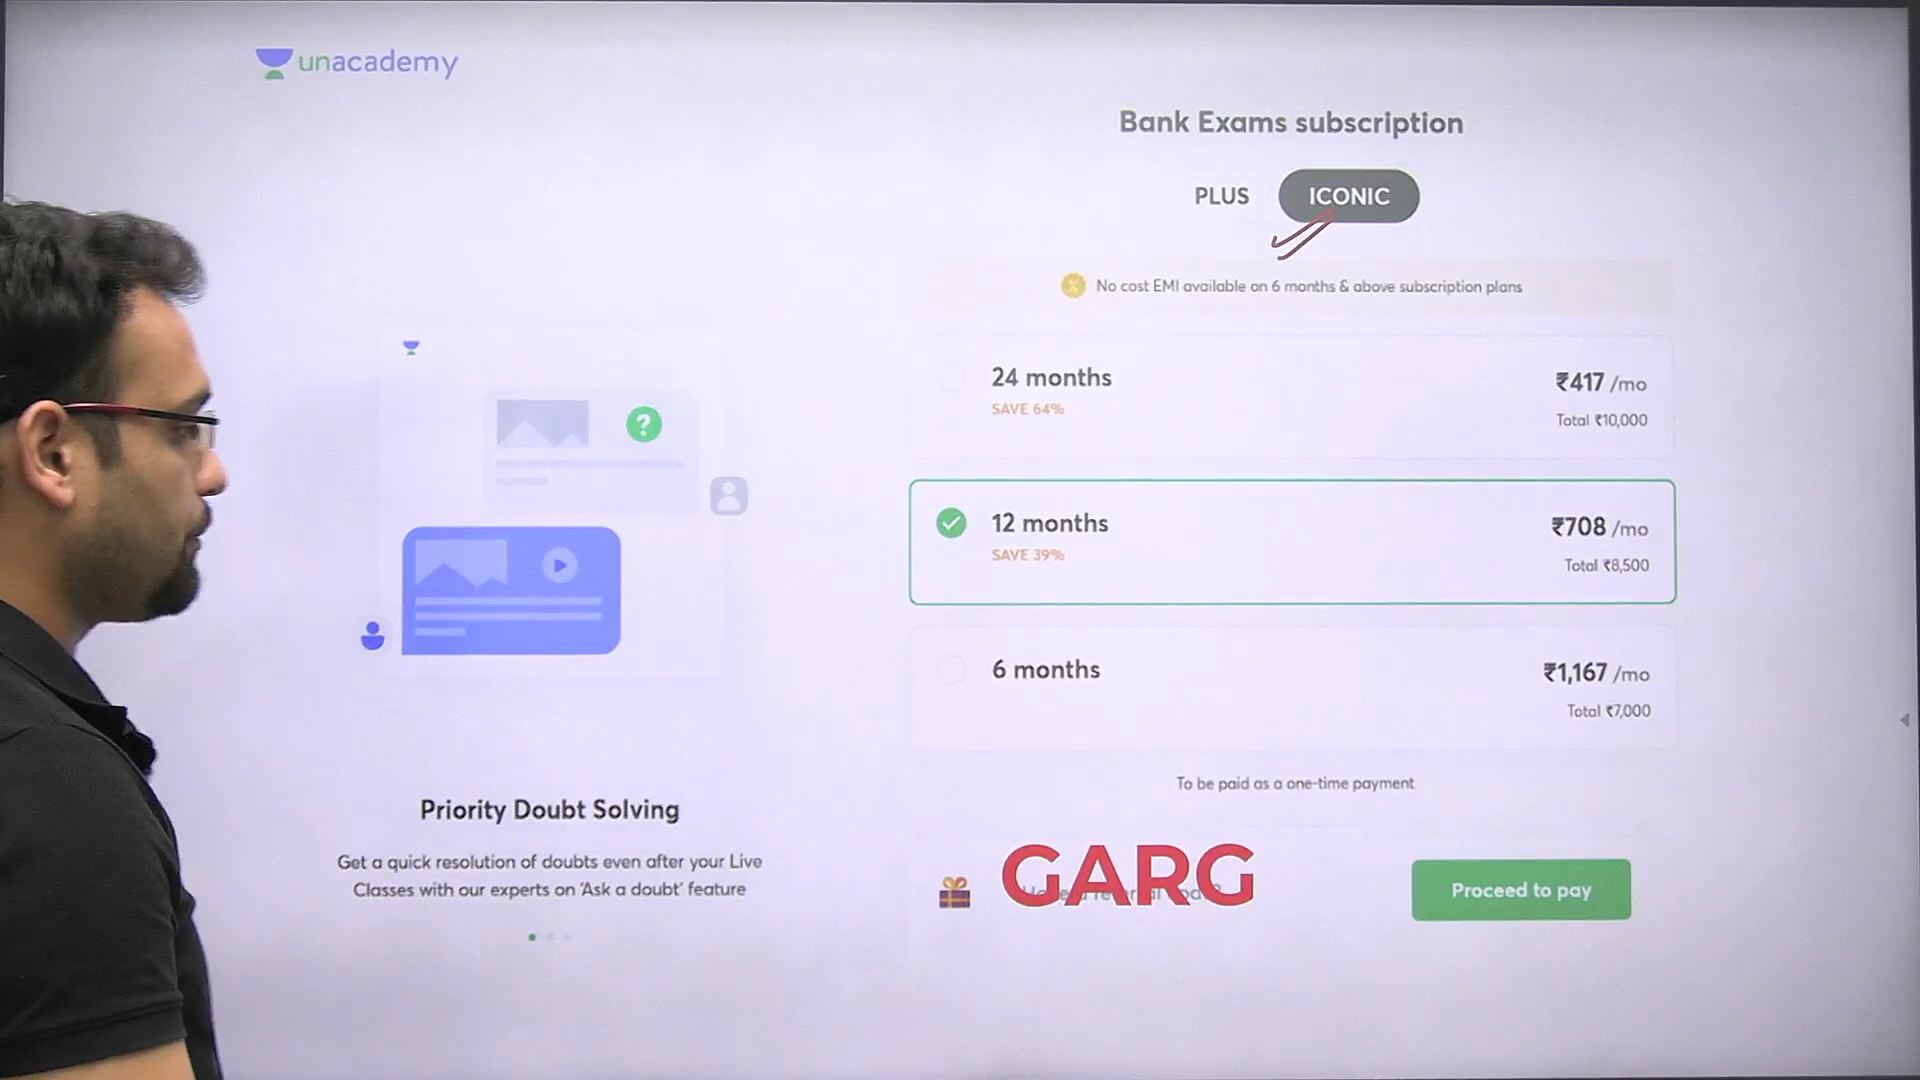 unacademy
Bank Exams subscription
PLUS ICONIC
No cost EMI available on 6 months & above subscription plans
24 months ₹417 /mo
SAVE 64% Total ₹10,000
12 months ₹708 /mo
SAVE 39% Total ₹8,500
6 months ₹1,167 /mo
Total ₹7,000
To be paid as a one-time payment
Priority Doubt Solving
Get a quick resolution of doubts even after your Live
Classes with our experts on 'Ask a doubt' feature
GARG
Proceed to pay